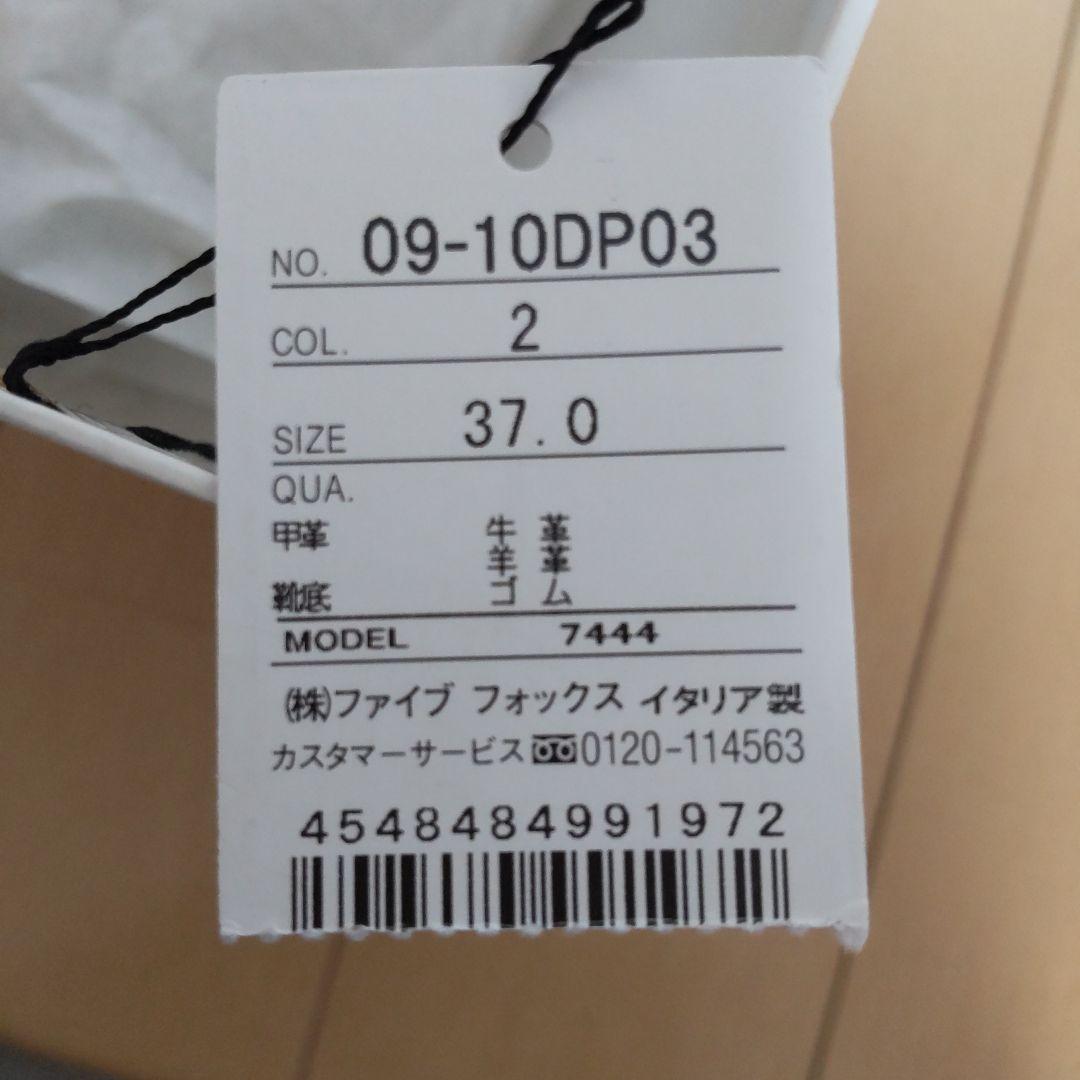 NO. 09-10DP03
COL. 2
SIZE 37.0
QUA.
甲革 牛革
羊革
靴底 ゴム
MODEL 7444
㈱ファイブ フォックス イタリア製
カスタマーサービス 0120-114563
4548484991972